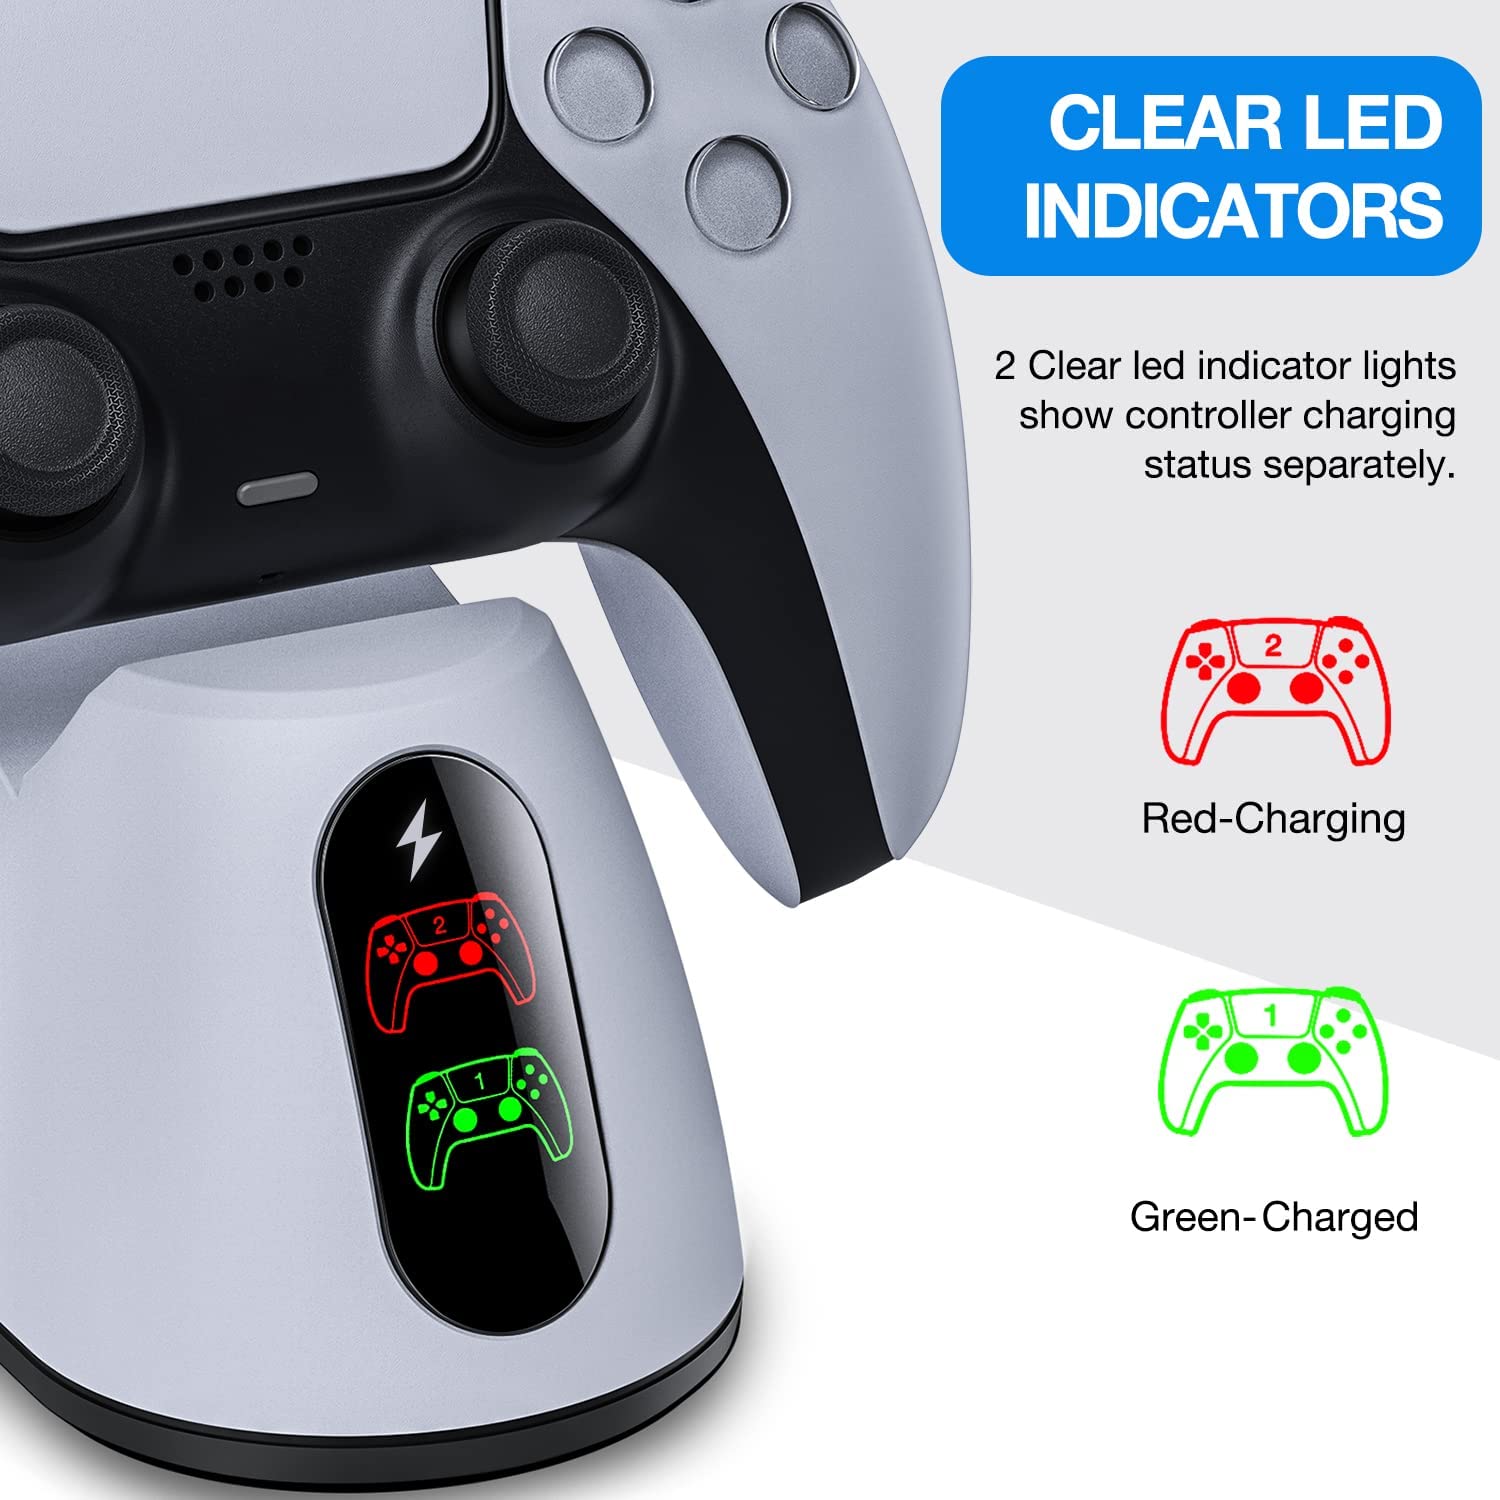 CLEAR LED
INDICATORS
2 Clear led indicator lights
show controller charging
status separately.
2
Red-Charging
2
1
1
Green-Charged